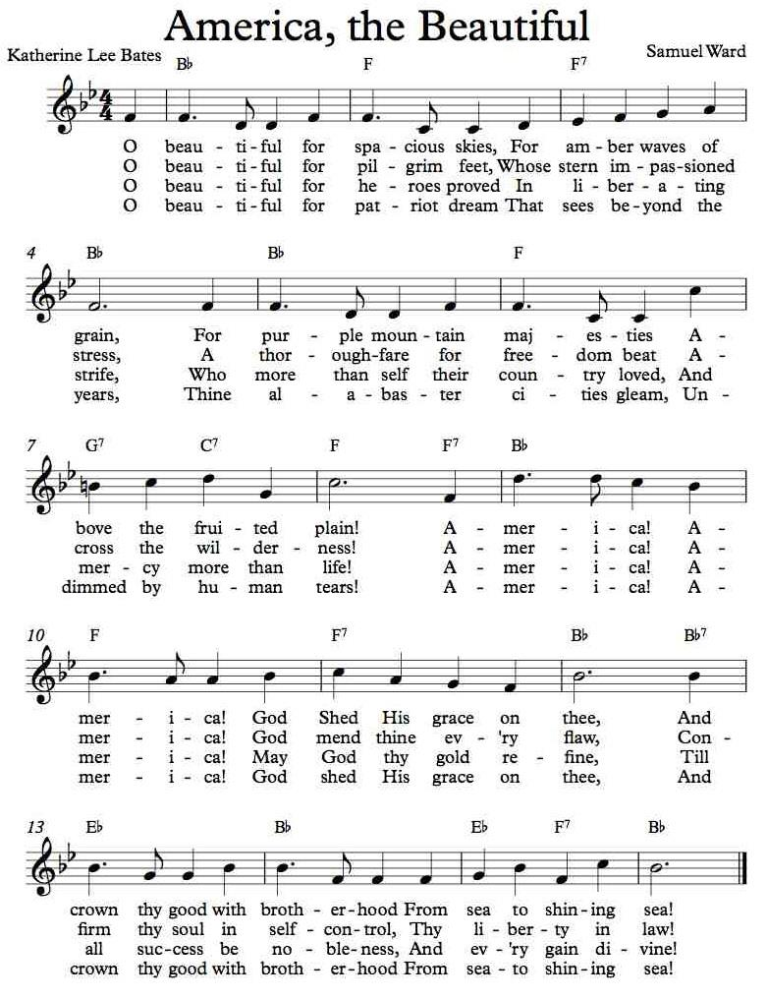 America, the Beautiful
Katherine Lee Bates
Samuel Ward
B♭ F F7
4
4
O beau - ti - ful for spa - cious skies, For am - ber waves of
O beau - ti - ful for pil - grim feet, Whose stern im - pas - sioned
O beau - ti - ful for he - roes proved In li - ber - a - ting
O beau - ti - ful for pat - riot dream That sees be - yond the
4 B♭ B♭ F
grain, For pur - ple moun - tain maj - es - ties A -
stress, A thor - ough-fare for free - dom beat A -
strife, Who more than self their coun - try loved, And
years, Thine al - a - bas - ter ci - ties gleam, Un -
7 G7 C7 F F7 B♭
bove the frui - ted plain! A - mer - i - ca! A -
cross the wil - der - ness! A - mer - i - ca! A -
mer - cy more than life! A - mer - i - ca! A -
dimmed by hu - man tears! A - mer - i - ca! A -
10 F F7 B♭ B♭7
mer - i - ca! God Shed His grace on thee, And
mer - i - ca! God mend thine ev - 'ry flaw, Con -
mer - i - ca! May God thy gold re - fine, Till
mer - i - ca! God shed His grace on thee, And
13 E♭ B♭ E♭ F7 B♭
crown thy good with broth - er-hood From sea to shin - ing sea!
firm thy soul in self - con - trol, Thy li - ber - ty in law!
all suc - cess be no - ble - ness, And ev - 'ry gain di - vine!
crown thy good with broth - er-hood From sea - to shin - ing sea!